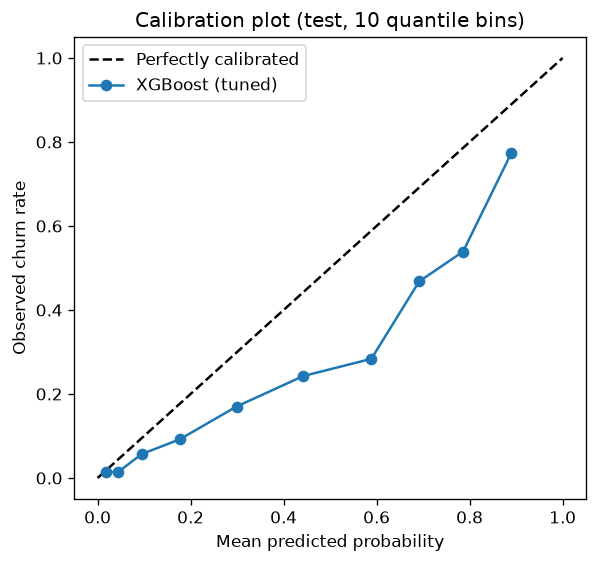 Calibration plot (test, 10 quantile bins)
Perfectly calibrated
XGBoost (tuned)
1.0
0.8
0.6
0.4
0.2
0.0
Observed churn rate
0.0 0.2 0.4 0.6 0.8 1.0
Mean predicted probability